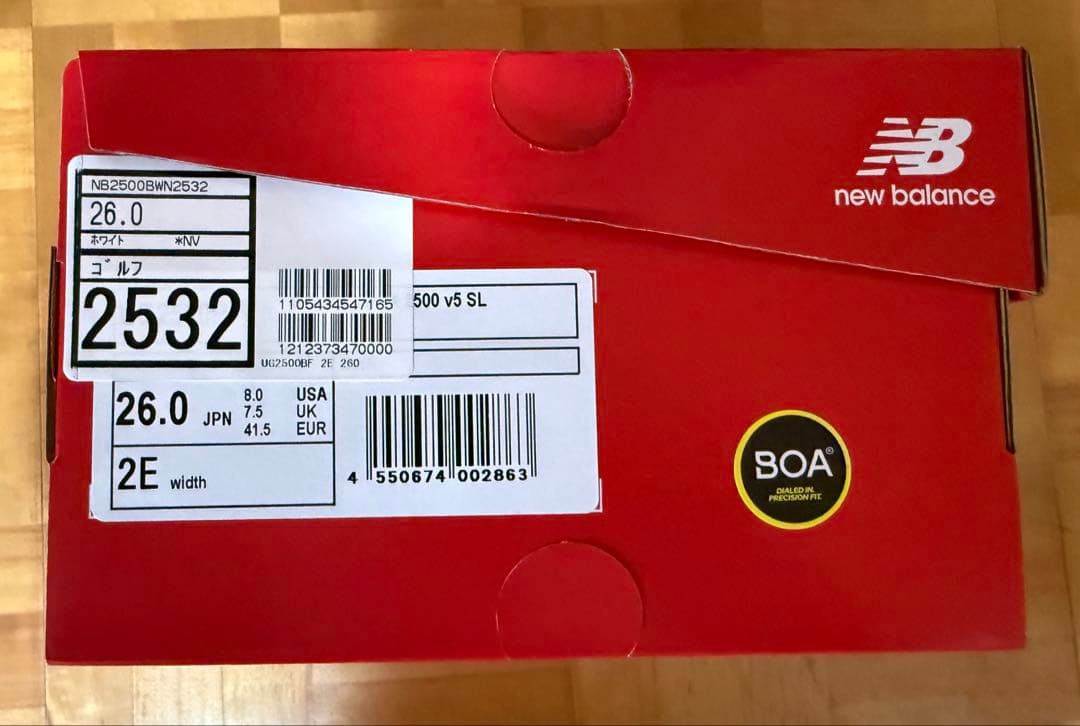 new balance
NB2500BWN2532
26.0
ホワイト *NV
ゴルフ
2532
1105434547165
1212373470000
UG2500BF 2E 260
500 v5 SL
26.0 JPN
8.0 USA
7.5 UK
41.5 EUR
2E width
4 550674 002863
BOA®
DIALED IN.
PRECISION FIT.